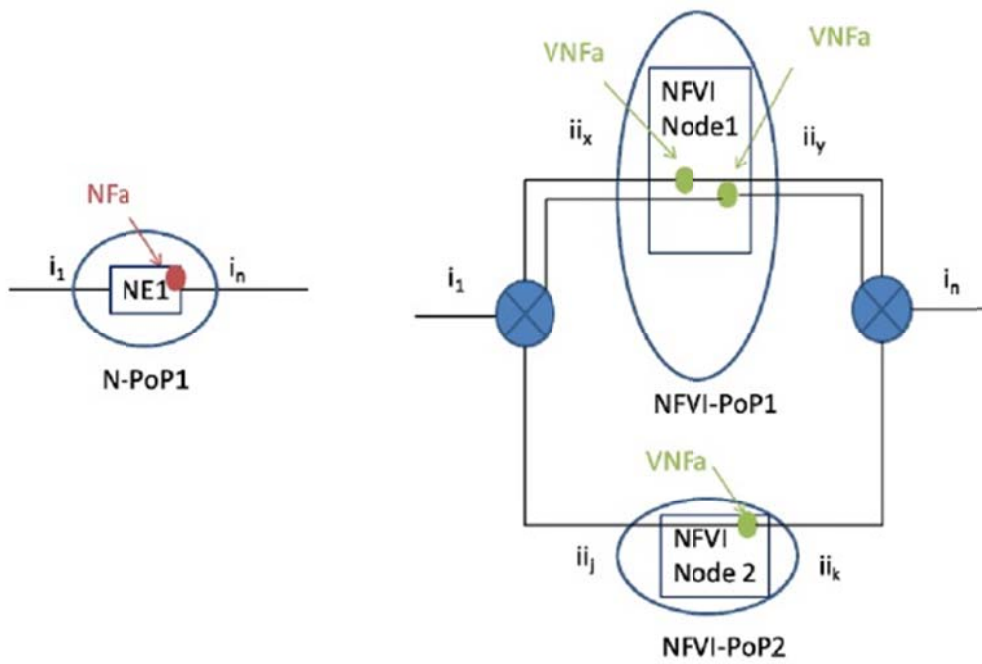 NFa
i1
in
NE1
N-PoP1
VNFa
VNFa
NFVI
Node1
iix
iiy
i1
in
NFVI-PoP1
VNFa
NFVI
Node 2
iij
iik
NFVI-PoP2